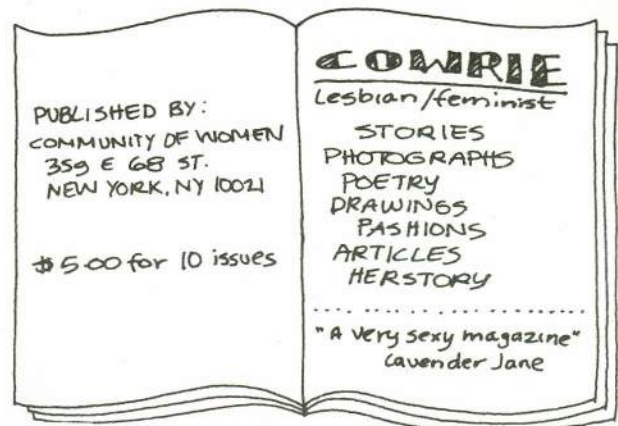 PUBLISHED BY:
COMMUNITY OF WOMEN
359 E 68 ST.
NEW YORK, NY 10021
$5.00 for 10 issues
COWRIE
Lesbian/feminist
STORIES
PHOTOGRAPHS
POETRY
DRAWINGS
FASHIONS
ARTICLES
HERSTORY
"A very sexy magazine"
Lavender Jane